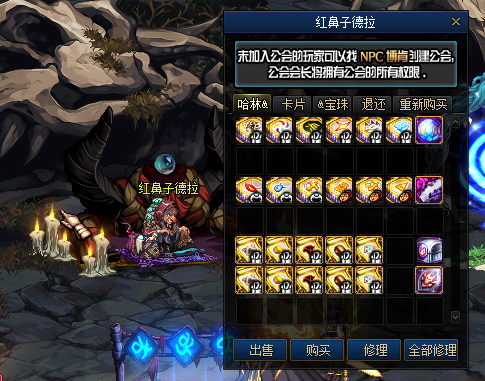 红鼻子德拉
未加入公会的玩家可以找 NPC 博肯创建公会,
公会会长将拥有公会的所有权限 .
哈林&
卡片
&宝珠
退还
重新购买
红鼻子德拉
出售
购买
修理
全部修理